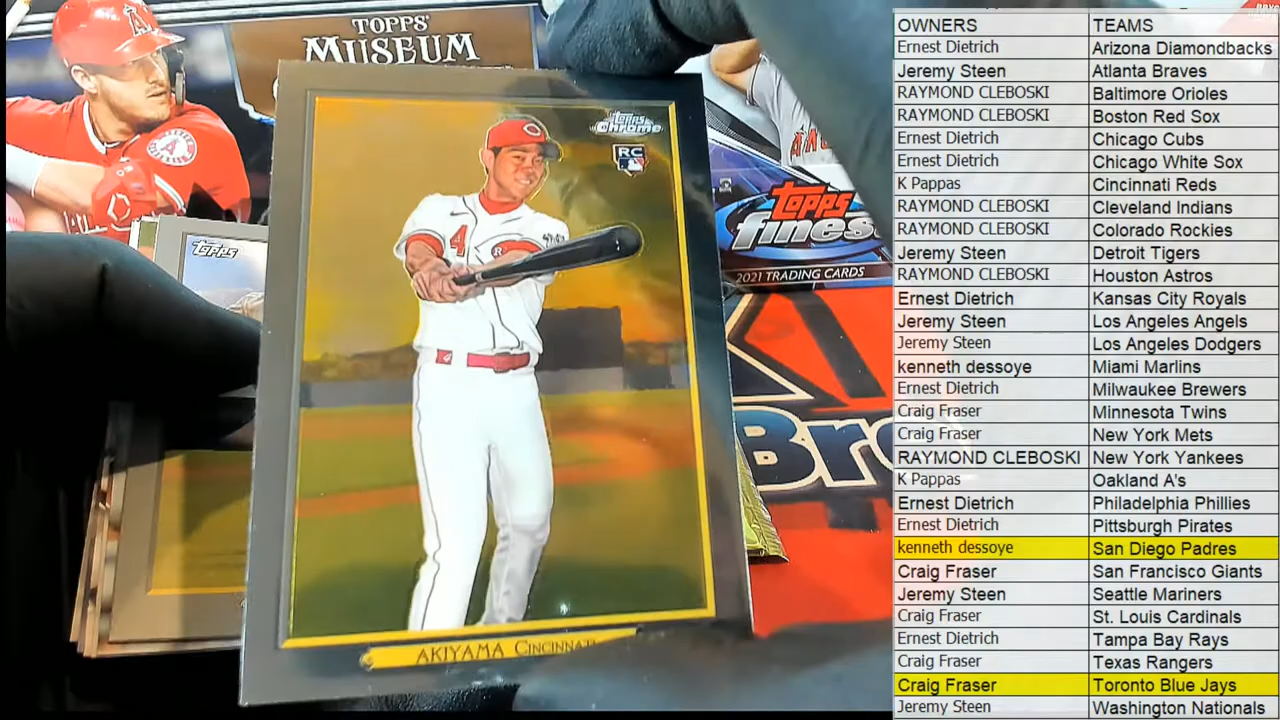 TOPPS
MUSEUM
A
A
TOPPS
Topps
Chrome
RC
C
4
R
4
AKIYAMA CINCINNATI
topps
fines
2021 TRADING CARDS
Bre
OWNERS TEAMS
Ernest Dietrich Arizona Diamondbacks
Jeremy Steen Atlanta Braves
RAYMOND CLEBOSKI Baltimore Orioles
RAYMOND CLEBOSKI Boston Red Sox
Ernest Dietrich Chicago Cubs
Ernest Dietrich Chicago White Sox
K Pappas Cincinnati Reds
RAYMOND CLEBOSKI Cleveland Indians
RAYMOND CLEBOSKI Colorado Rockies
Jeremy Steen Detroit Tigers
RAYMOND CLEBOSKI Houston Astros
Ernest Dietrich Kansas City Royals
Jeremy Steen Los Angeles Angels
Jeremy Steen Los Angeles Dodgers
kenneth dessoye Miami Marlins
Ernest Dietrich Milwaukee Brewers
Craig Fraser Minnesota Twins
Craig Fraser New York Mets
RAYMOND CLEBOSKI New York Yankees
K Pappas Oakland A's
Ernest Dietrich Philadelphia Phillies
Ernest Dietrich Pittsburgh Pirates
kenneth dessoye San Diego Padres
Craig Fraser San Francisco Giants
Jeremy Steen Seattle Mariners
Craig Fraser St. Louis Cardinals
Ernest Dietrich Tampa Bay Rays
Craig Fraser Texas Rangers
Craig Fraser Toronto Blue Jays
Jeremy Steen Washington Nationals